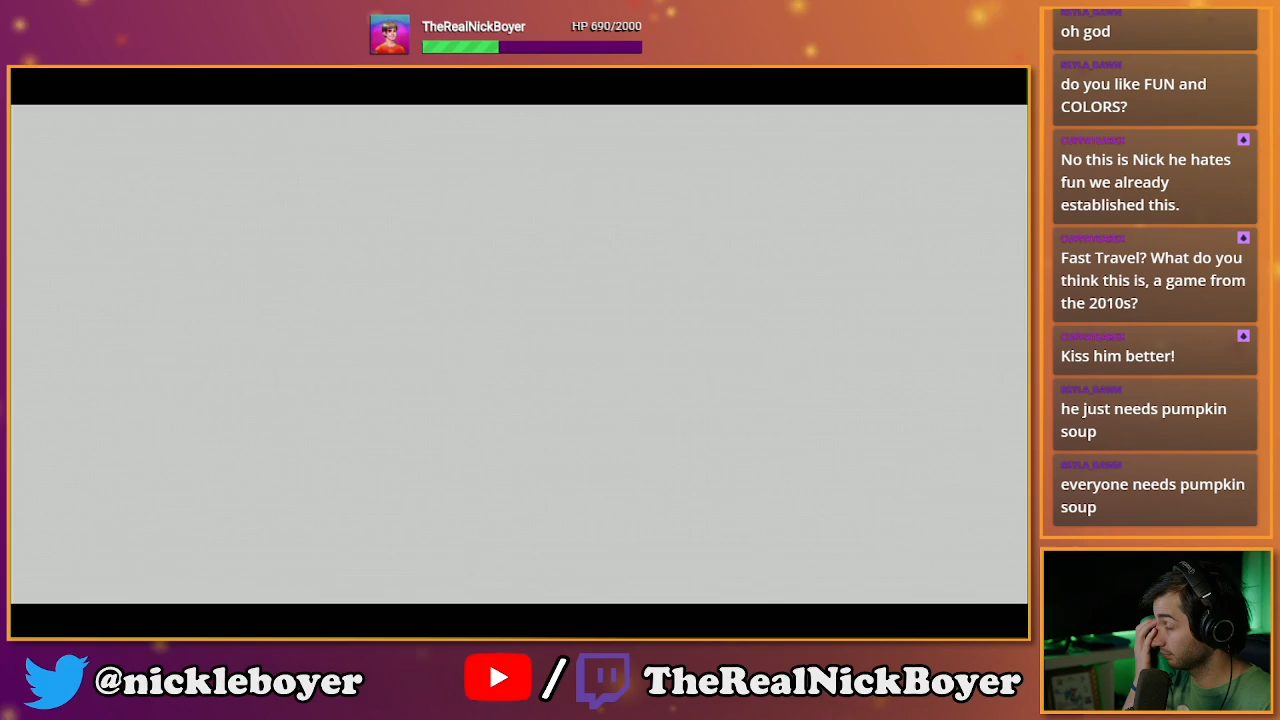 TheRealNickBoyer
HP 690/2000
oh god
do you like FUN and
COLORS?
No this is Nick he hates
fun we already
established this.
Fast Travel? What do you
think this is, a game from
the 2010s?
Kiss him better!
he just needs pumpkin
soup
everyone needs pumpkin
soup
@nickleboyer
/
TheRealNickBoyer